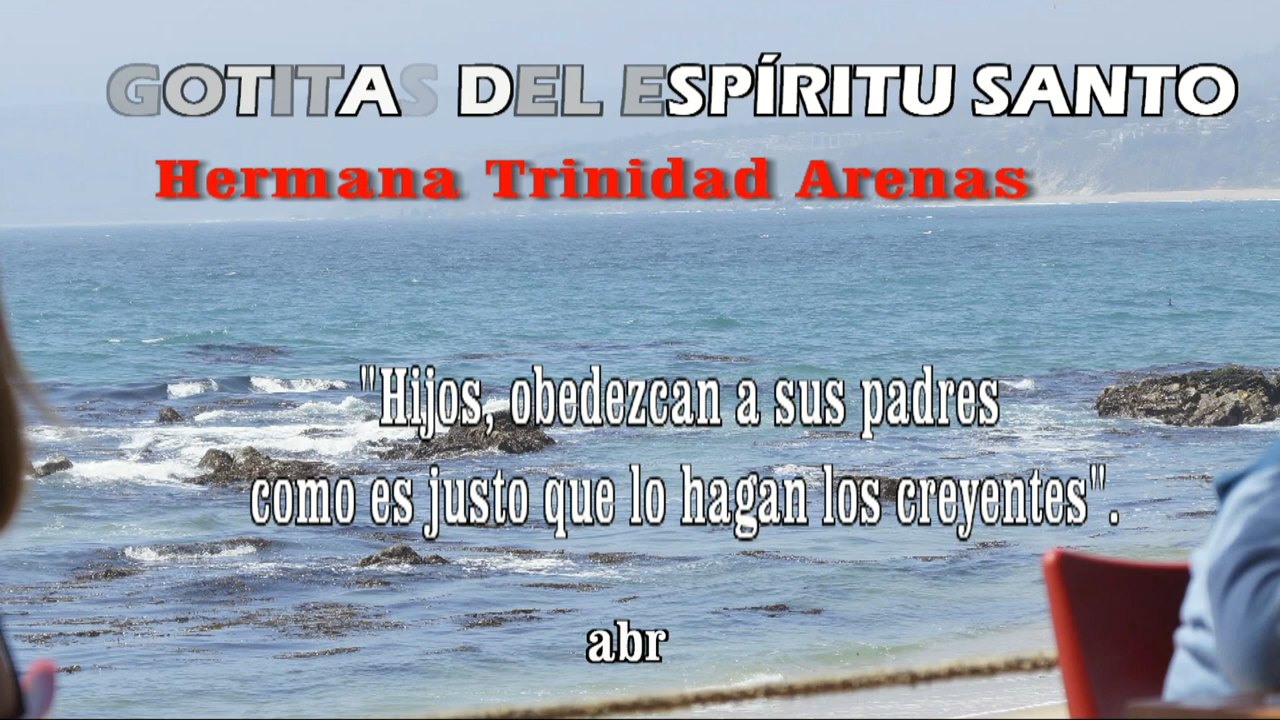 GOTITAS DEL ESPÍRITU SANTO
Hermana Trinidad Arenas
"Hijos, obedezcan a sus padres
como es justo que lo hagan los creyentes".
abr